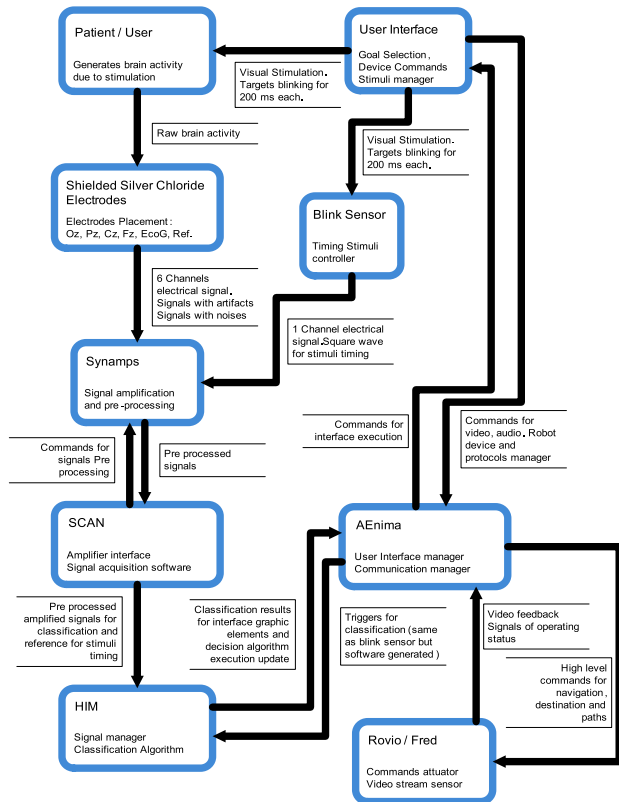 Patient / User
Generates brain activity
due to stimulation
User Interface
Goal Selection,
Device Commands
Stimuli manager
Visual Stimulation.
Targets blinking for
200 ms each.
Raw brain activity
Visual Stimulation.
Targets blinking for
200 ms each.
Shielded Silver Chloride
Electrodes
Electrodes Placement :
Oz, Pz, Cz, Fz, EcoG, Ref.
Blink Sensor
Timing Stimuli
controller
6 Channels
electrical signal.
Signals with artifacts
Signals with noises
1 Channel electrical
signal.Square wave
for stimuli timing
Synamps
Signal amplification
and pre -processing
Commands for
signals Pre
processing
Pre processed
signals
Commands for
interface execution
Commands for
video, audio. Robot
device and
protocols manager
SCAN
Amplifier interface
Signal acquisition software
AEnima
User Interface manager
Communication manager
Pre processed
amplified signals for
classification and
reference for stimuli
timing
Classification results
for interface graphic
elements and
decision algorithm
execution update
Triggers for
classification (same
as blink sensor but
software generated )
Video feedback
Signals of operating
status
High level
commands for
navigation,
destination and
paths
HIM
Signal manager
Classification Algorithm
Rovio / Fred
Commands attuator
Video stream sensor